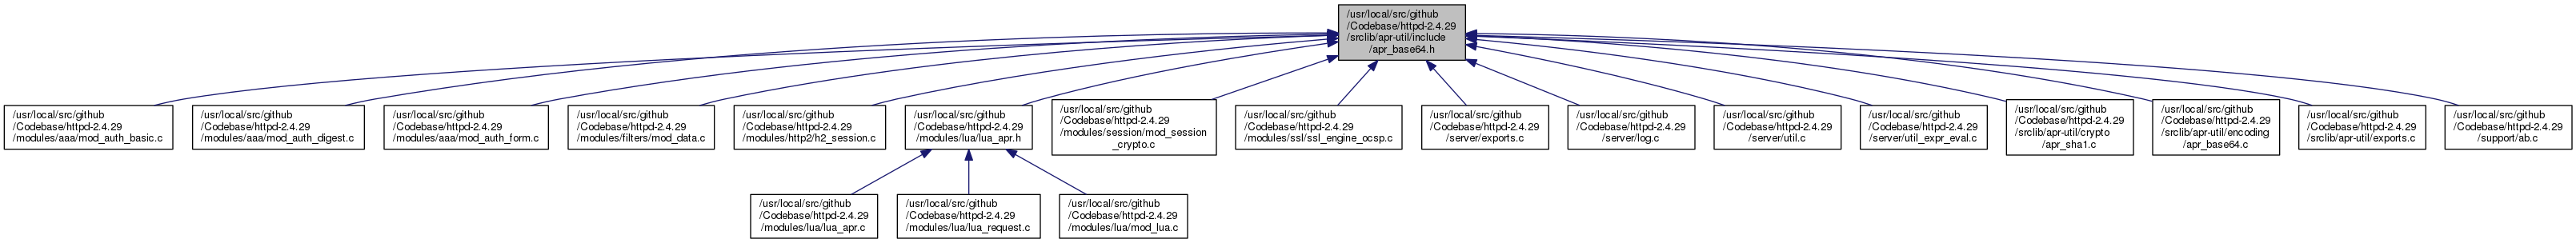 /usr/local/src/github
/Codebase/httpd-2.4.29
/srclib/apr-util/include
/apr_base64.h
/usr/local/src/github
/Codebase/httpd-2.4.29
/modules/aaa/mod_auth_basic.c
/usr/local/src/github
/Codebase/httpd-2.4.29
/modules/aaa/mod_auth_digest.c
/usr/local/src/github
/Codebase/httpd-2.4.29
/modules/aaa/mod_auth_form.c
/usr/local/src/github
/Codebase/httpd-2.4.29
/modules/filters/mod_data.c
/usr/local/src/github
/Codebase/httpd-2.4.29
/modules/http2/h2_session.c
/usr/local/src/github
/Codebase/httpd-2.4.29
/modules/lua/lua_apr.h
/usr/local/src/github
/Codebase/httpd-2.4.29
/modules/session/mod_session
_crypto.c
/usr/local/src/github
/Codebase/httpd-2.4.29
/modules/ssl/ssl_engine_ocsp.c
/usr/local/src/github
/Codebase/httpd-2.4.29
/server/exports.c
/usr/local/src/github
/Codebase/httpd-2.4.29
/server/log.c
/usr/local/src/github
/Codebase/httpd-2.4.29
/server/util.c
/usr/local/src/github
/Codebase/httpd-2.4.29
/server/util_expr_eval.c
/usr/local/src/github
/Codebase/httpd-2.4.29
/srclib/apr-util/crypto
/apr_sha1.c
/usr/local/src/github
/Codebase/httpd-2.4.29
/srclib/apr-util/encoding
/apr_base64.c
/usr/local/src/github
/Codebase/httpd-2.4.29
/srclib/apr-util/exports.c
/usr/local/src/github
/Codebase/httpd-2.4.29
/support/ab.c
/usr/local/src/github
/Codebase/httpd-2.4.29
/modules/lua/lua_apr.c
/usr/local/src/github
/Codebase/httpd-2.4.29
/modules/lua/lua_request.c
/usr/local/src/github
/Codebase/httpd-2.4.29
/modules/lua/mod_lua.c